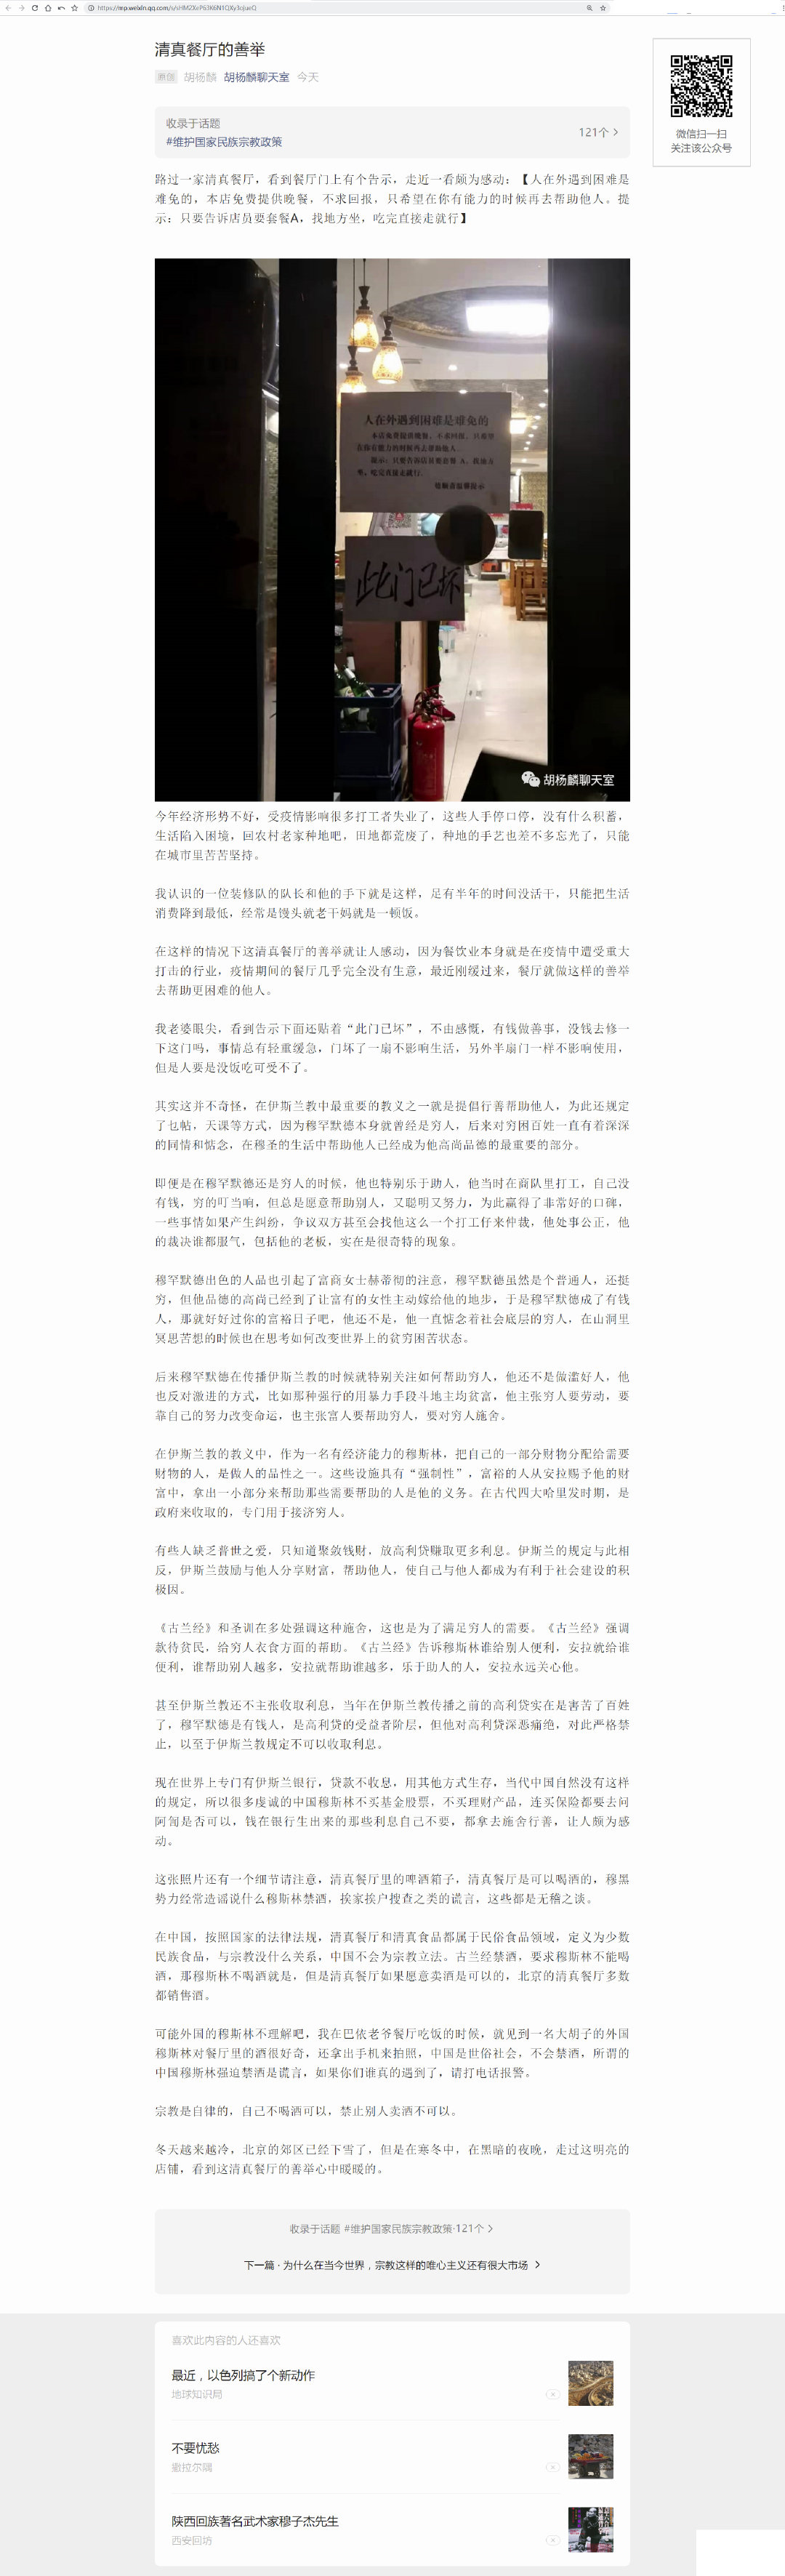 清真餐厅的善举
原创 胡杨麟 胡杨麟聊天室 今天
微信扫一扫
关注该公众号
收录于话题
#维护国家民族宗教政策
121个 >
路过一家清真餐厅，看到餐厅门上有个告示，走近一看颇为感动：【人在外遇到困难是
难免的，本店免费提供晚餐，不求回报，只希望在你有能力的时候再去帮助他人。提
示：只要告诉店员要套餐A，找地方坐，吃完直接走就行】
人在外遇到困难是难免的
本店免费提供晚餐，不求回报，只希望
在你有能力的时候再去帮助他人。
提示：只要告诉店员要套餐 A，找地方
坐，吃完直接走就行。
此门已坏
胡杨麟聊天室
今年经济形势不好，受疫情影响很多打工者失业了，这些人手停口停，没有什么积蓄，
生活陷入困境，回农村老家种地吧，田地都荒废了，种地的手艺也差不多忘光了，只能
在城市里苦苦坚持。
我认识的一位装修队的队长和他的手下就是这样，足有半年的时间没活干，只能把生活
消费降到最低，经常是馒头就老干妈就是一顿饭。
在这样的情况下这清真餐厅的善举就让人感动，因为餐饮业本身就是在疫情中遭受重大
打击的行业，疫情期间的餐厅几乎完全没有生意，最近刚缓过来，餐厅就做这样的善举
去帮助更困难的他人。
我老婆眼尖，看到告示下面还贴着“此门已坏”，不由感慨，有钱做善事，没钱去修一
下这门吗，事情总有轻重缓急，门坏了一扇不影响生活，另外半扇门一样不影响使用，
但是人要是没饭吃可受不了。
其实这并不奇怪，在伊斯兰教中最重要的教义之一就是提倡行善帮助他人，为此还规定
了乜帖，天课等方式，因为穆罕默德本身就曾经是穷人，后来对穷困百姓一直有着深深
的同情和惦念，在穆圣的生活中帮助他人已经成为他高尚品德的最重要的部分。
即便是在穆罕默德还是穷人的时候，他也特别乐于助人，他当时在商队里打工，自己没
有钱，穷的叮当响，但总是愿意帮助别人，又聪明又努力，为此赢得了非常好的口碑，
一些事情如果产生纠纷，争议双方甚至会找他这么一个打工仔来仲裁，他处事公正，他
的裁决谁都服气，包括他的老板，实在是很奇特的现象。
穆罕默德出色的人品也引起了富商女士赫蒂彻的注意，穆罕默德虽然是个普通人，还挺
穷，但他品德的高尚已经到了让富有的女性主动嫁给他的地步，于是穆罕默德成了有钱
人，那就好好过你的富裕日子吧，他还不是，他一直惦念着社会底层的穷人，在山洞里
冥思苦想的时候也在思考如何改变世界上的贫穷困苦状态。
后来穆罕默德在传播伊斯兰教的时候就特别关注如何帮助穷人，他还不是做滥好人，他
也反对激进的方式，比如那种强行的用暴力手段斗地主均贫富，他主张穷人要劳动，要
靠自己的努力改变命运，也主张富人要帮助穷人，要对穷人施舍。
在伊斯兰教的教义中，作为一名有经济能力的穆斯林，把自己的一部分财物分配给需要
财物的人，是做人的品性之一。这些设施具有“强制性”，富裕的人从安拉赐予他的财
富中，拿出一小部分来帮助那些需要帮助的人是他的义务。在古代四大哈里发时期，是
政府来收取的，专门用于接济穷人。
有些人缺乏普世之爱，只知道聚敛钱财，放高利贷赚取更多利息。伊斯兰的规定与此相
反，伊斯兰鼓励与他人分享财富，帮助他人，使自己与他人都成为有利于社会建设的积
极因。
《古兰经》和圣训在多处强调这种施舍，这也是为了满足穷人的需要。《古兰经》强调
款待贫民，给穷人衣食方面的帮助。《古兰经》告诉穆斯林谁给别人便利，安拉就给谁
便利，谁帮助别人越多，安拉就帮助谁越多，乐于助人的人，安拉永远关心他。
甚至伊斯兰教还不主张收取利息，当年在伊斯兰教传播之前的高利贷实在是害苦了百姓
了，穆罕默德是有钱人，是高利贷的受益者阶层，但他对高利贷深恶痛绝，对此严格禁
止，以至于伊斯兰教规定不可以收取利息。
现在世界上专门有伊斯兰银行，贷款不收息，用其他方式生存，当代中国自然没有这样
的规定，所以很多虔诚的中国穆斯林不买基金股票，不买理财产品，连买保险都要去问
阿訇是否可以，钱在银行生出来的那些利息自己不要，都拿去施舍行善，让人颇为感
动。
这张照片还有一个细节请注意，清真餐厅里的啤酒箱子，清真餐厅是可以喝酒的，穆黑
势力经常造谣说什么穆斯林禁酒，挨家挨户搜查之类的谎言，这些都是无稽之谈。
在中国，按照国家的法律法规，清真餐厅和清真食品都属于民俗食品领域，定义为少数
民族食品，与宗教没什么关系，中国不会为宗教立法。古兰经禁酒，要求穆斯林不能喝
酒，那穆斯林不喝酒就是，但是清真餐厅如果愿意卖酒是可以的，北京的清真餐厅多数
都销售酒。
可能外国的穆斯林不理解吧，我在巴依老爷餐厅吃饭的时候，就见到一名大胡子的外国
穆斯林对餐厅里的酒很好奇，还拿出手机来拍照，中国是世俗社会，不会禁酒，所谓的
中国穆斯林强迫禁酒是谎言，如果你们谁真的遇到了，请打电话报警。
宗教是自律的，自己不喝酒可以，禁止别人卖酒不可以。
冬天越来越冷，北京的郊区已经下雪了，但是在寒冬中，在黑暗的夜晚，走过这明亮的
店铺，看到这清真餐厅的善举心中暖暖的。
收录于话题 #维护国家民族宗教政策·121个 >
下一篇 · 为什么在当今世界，宗教这样的唯心主义还有很大市场 >
喜欢此内容的人还喜欢
最近，以色列搞了个新动作
地球知识局
不要忧愁
撒拉尔隅
陕西回族著名武术家穆子杰先生
西安回坊